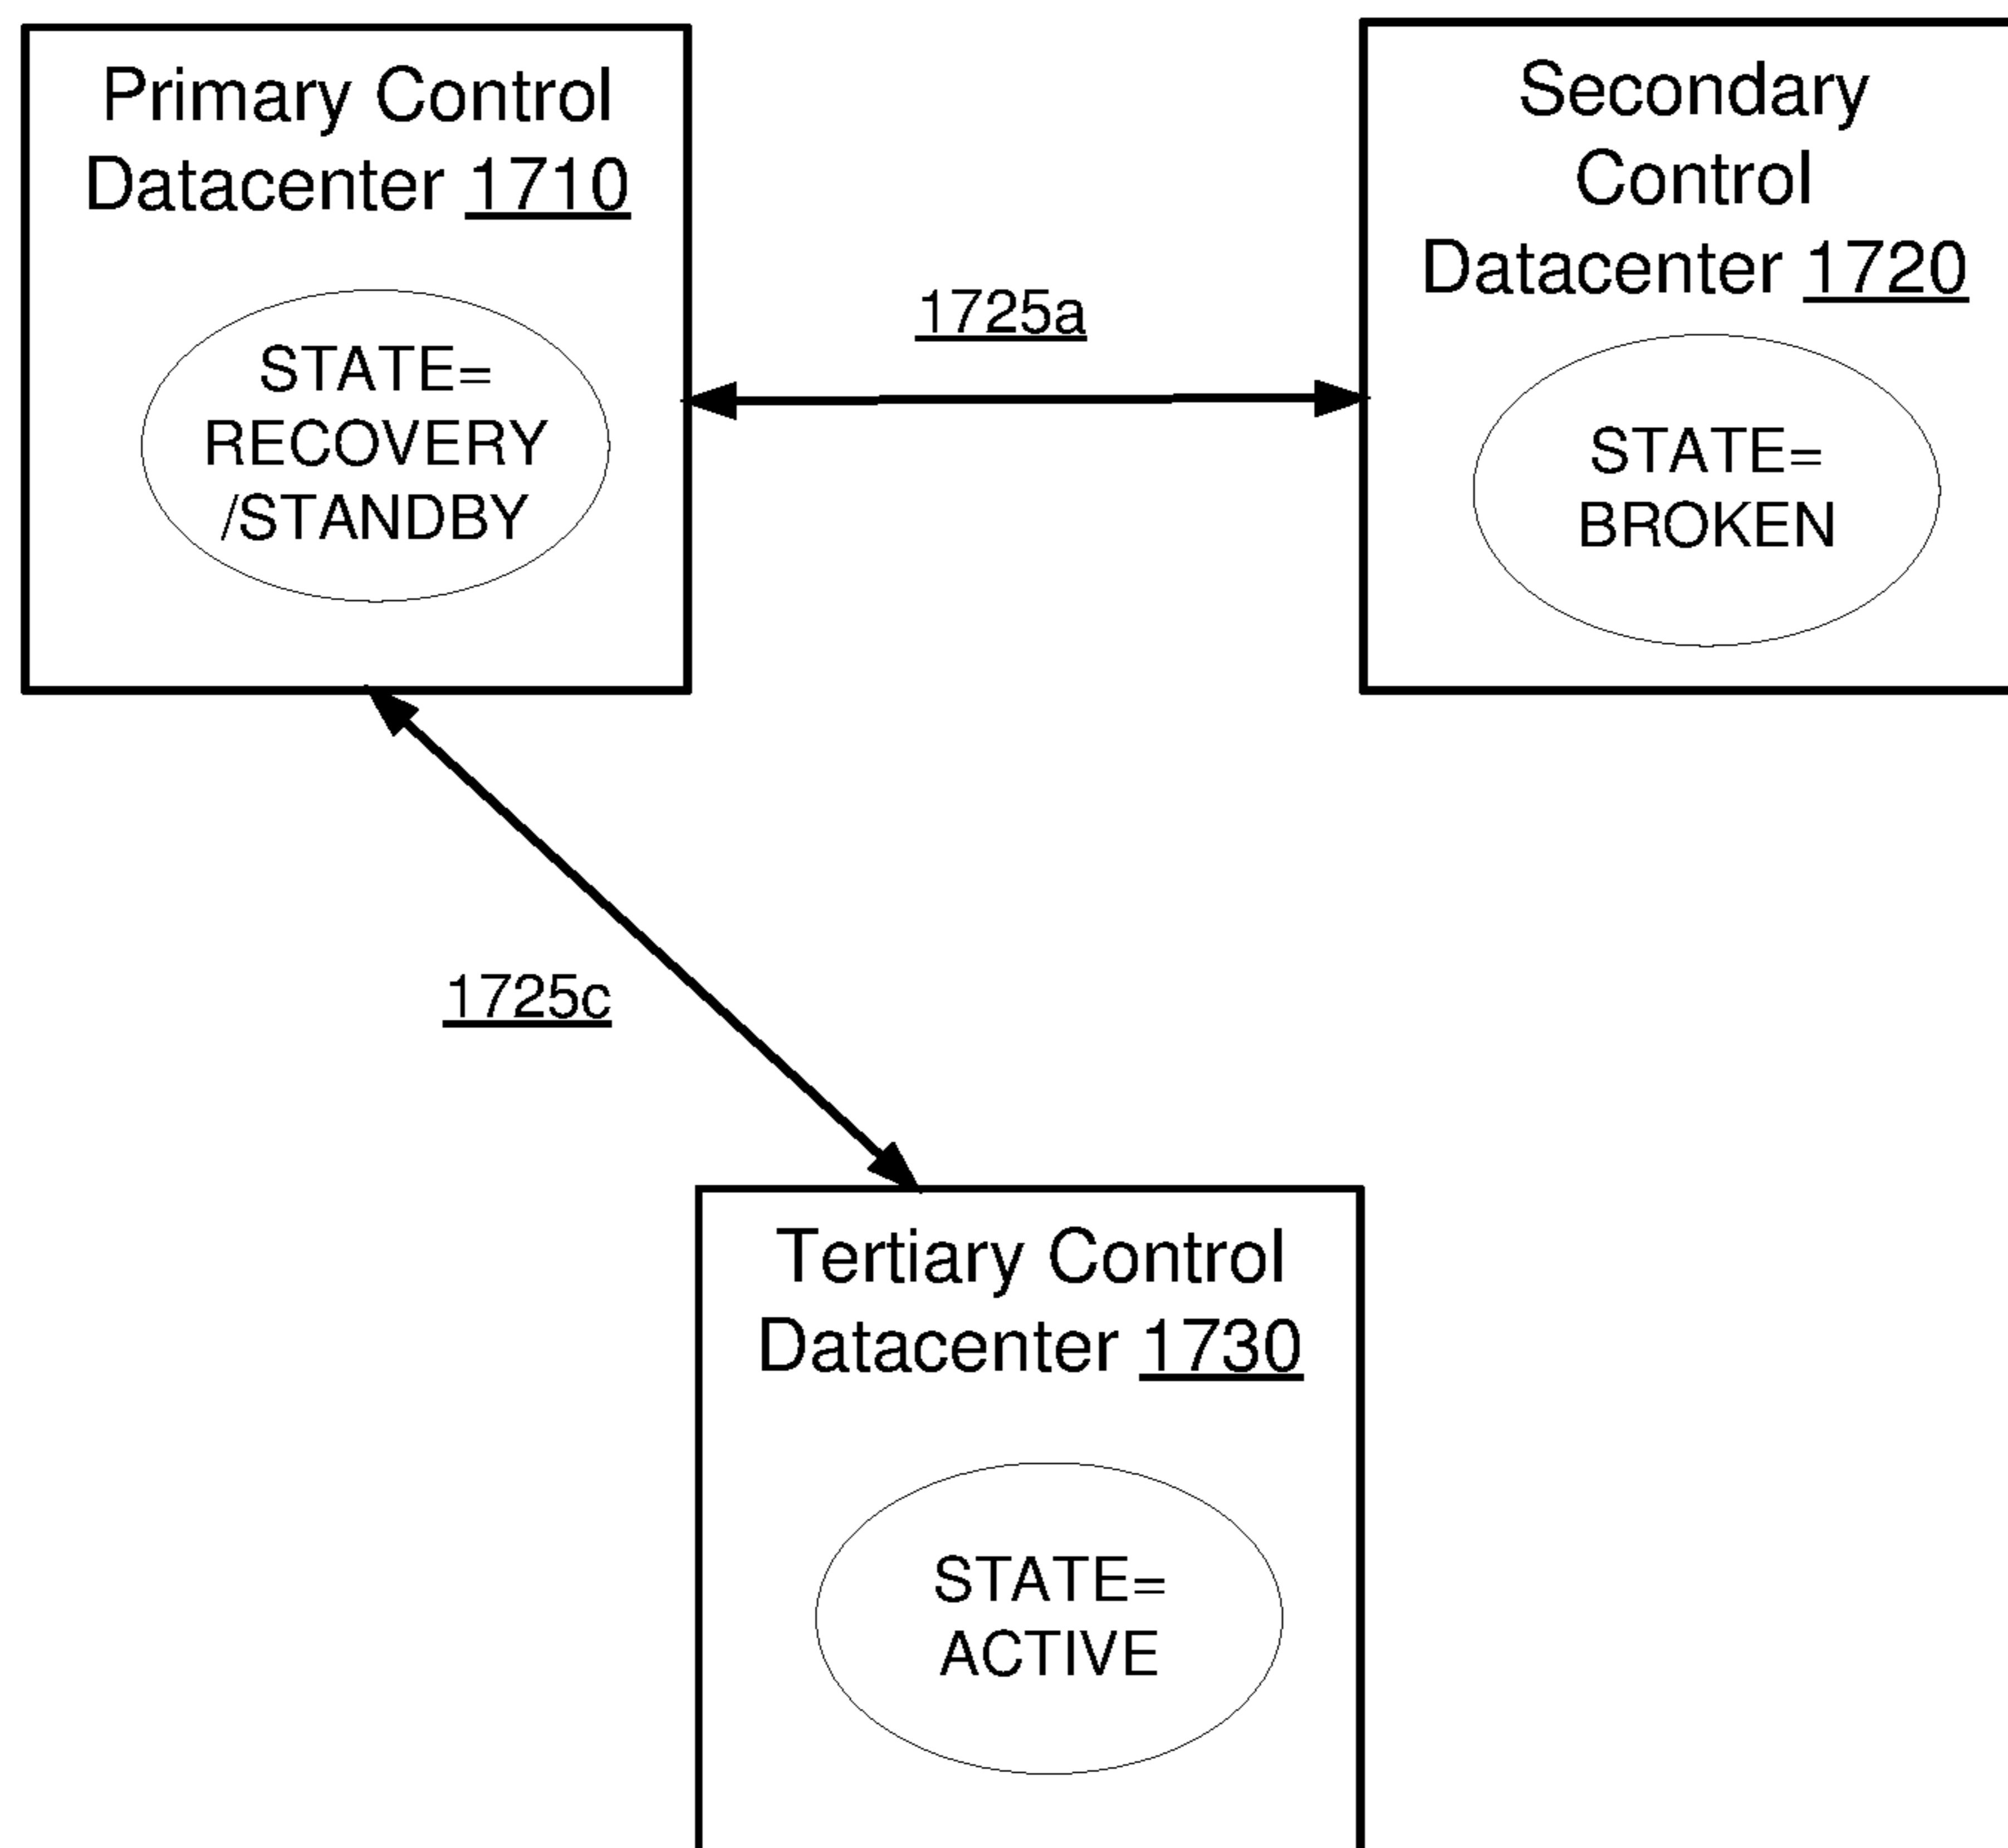 Primary Control
Datacenter 1710
STATE=
RECOVERY
/STANDBY
1725a
Secondary
Control
Datacenter 1720
STATE=
BROKEN
1725c
Tertiary Control
Datacenter 1730
STATE=
ACTIVE